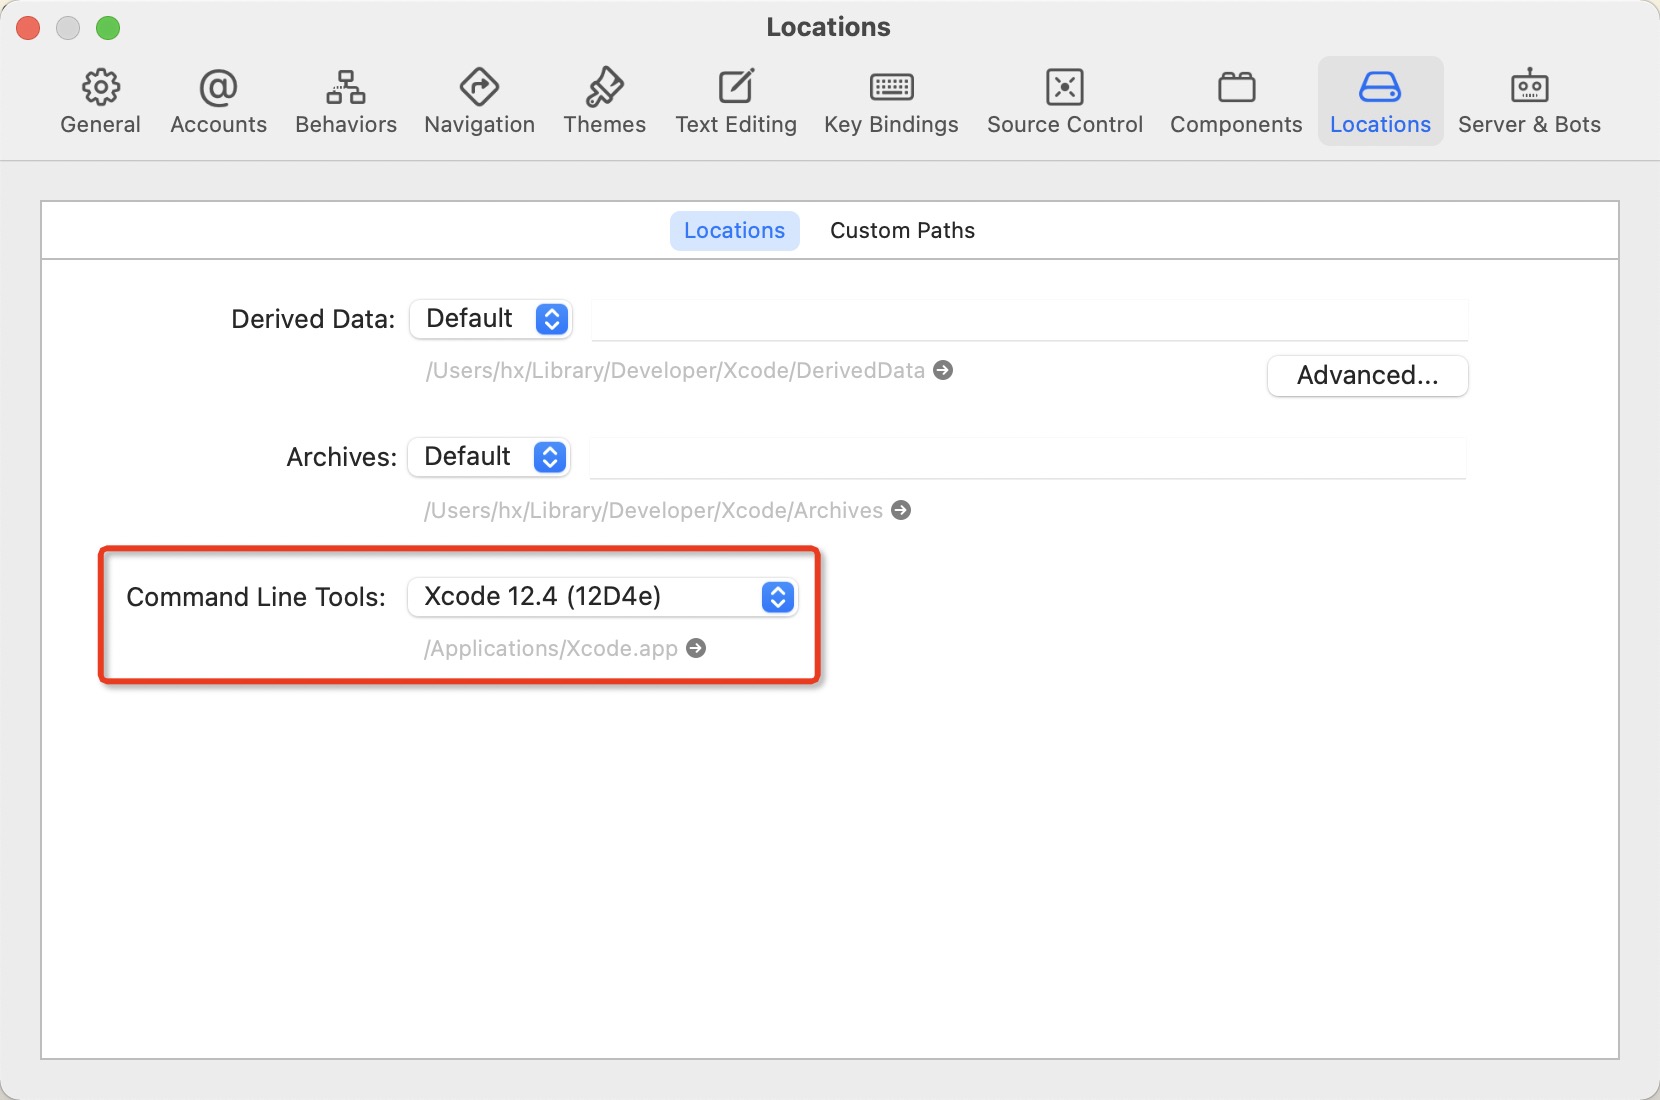 Locations
General Accounts Behaviors Navigation Themes Text Editing Key Bindings Source Control Components Locations Server & Bots
Locations Custom Paths
Derived Data: Default
/Users/hx/Library/Developer/Xcode/DerivedData
Advanced...
Archives: Default
/Users/hx/Library/Developer/Xcode/Archives
Command Line Tools: Xcode 12.4 (12D4e)
/Applications/Xcode.app